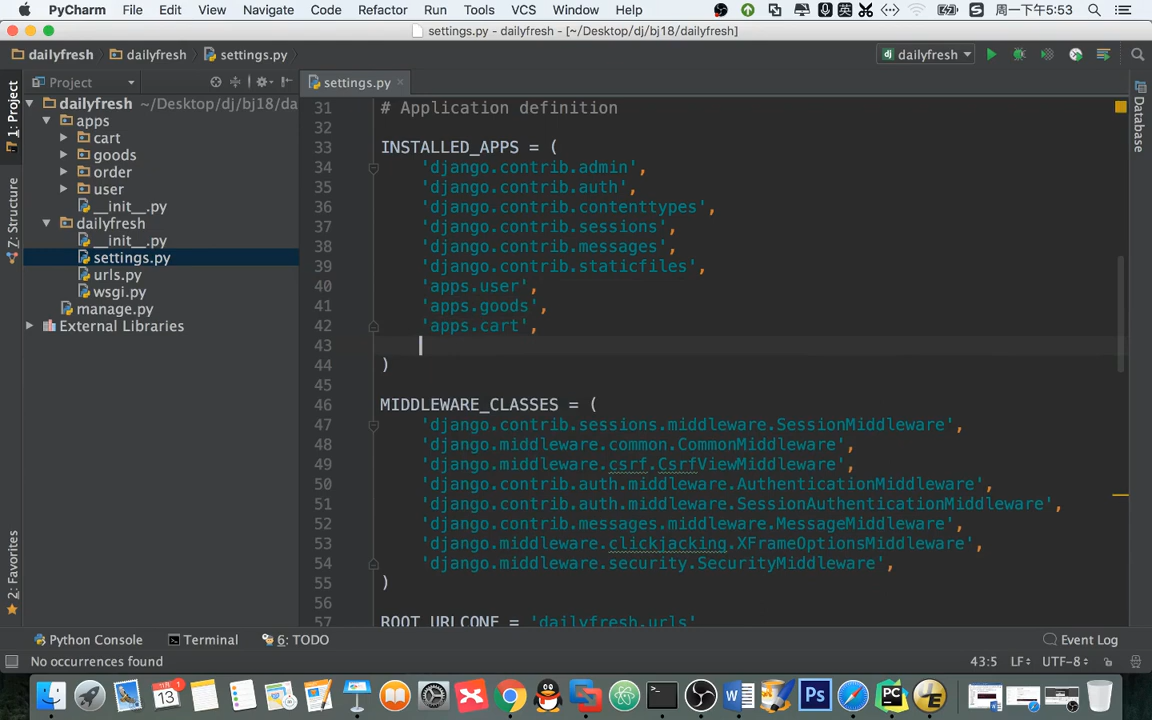 PyCharm File Edit View Navigate Code Refactor Run Tools VCS Window Help 英 周一下午5:53
settings.py - dailyfresh - [~/Desktop/dj/bj18/dailyfresh]
dailyfresh dailyfresh settings.py dj dailyfresh
Project settings.py
1: Project
7: Structure
2: Favorites
Database
dailyfresh ~/Desktop/dj/bj18/da
apps
cart
goods
order
user
__init__.py
dailyfresh
__init__.py
settings.py
urls.py
wsgi.py
manage.py
External Libraries
31 # Application definition
32
33 INSTALLED_APPS = (
34 'django.contrib.admin',
35 'django.contrib.auth',
36 'django.contrib.contenttypes',
37 'django.contrib.sessions',
38 'django.contrib.messages',
39 'django.contrib.staticfiles',
40 'apps.user',
41 'apps.goods',
42 'apps.cart',
43
44 )
45
46 MIDDLEWARE_CLASSES = (
47 'django.contrib.sessions.middleware.SessionMiddleware',
48 'django.middleware.common.CommonMiddleware',
49 'django.middleware.csrf.CsrfViewMiddleware',
50 'django.contrib.auth.middleware.AuthenticationMiddleware',
51 'django.contrib.auth.middleware.SessionAuthenticationMiddleware',
52 'django.contrib.messages.middleware.MessageMiddleware',
53 'django.middleware.clickjacking.XFrameOptionsMiddleware',
54 'django.middleware.security.SecurityMiddleware',
55 )
56
57 ROOT_URLCONF = 'dailyfresh.urls'
Python Console Terminal 6: TODO Event Log
No occurrences found 43:5 LF UTF-8
13 Ps PC